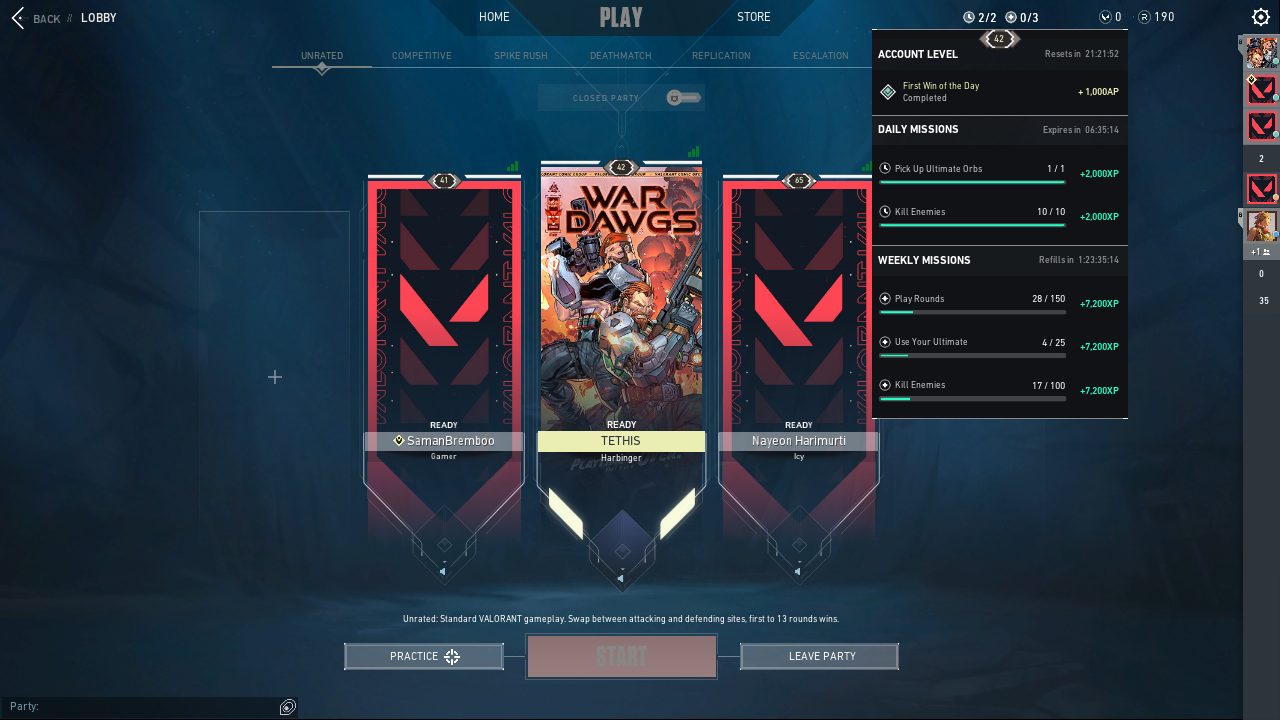 BACK // LOBBY
HOME
PLAY
STORE
2/2
0/3
0
190
UNRATED
COMPETITIVE
SPIKE RUSH
DEATHMATCH
REPLICATION
ESCALATION
CLOSED PARTY
42
ACCOUNT LEVEL
Resets in 21:21:52
First Win of the Day
+ 1,000AP
Completed
DAILY MISSIONS
Expires in 06:35:14
Pick Up Ultimate Orbs
1 / 1
+2,000XP
Kill Enemies
10 / 10
+2,000XP
WEEKLY MISSIONS
Refills in 1:23:35:14
Play Rounds
28 / 150
+7,200XP
Use Your Ultimate
4 / 25
+7,200XP
Kill Enemies
17 / 100
+7,200XP
2
+1
0
35
41
42
65
WAR
DAWGS
READY
SamanBremboo
Gamer
READY
TETHIS
Harbinger
READY
Nayeon Harimurti
Icy
Unrated: Standard VALORANT gameplay. Swap between attacking and defending sites, first to 13 rounds wins.
PRACTICE
START
LEAVE PARTY
Party: